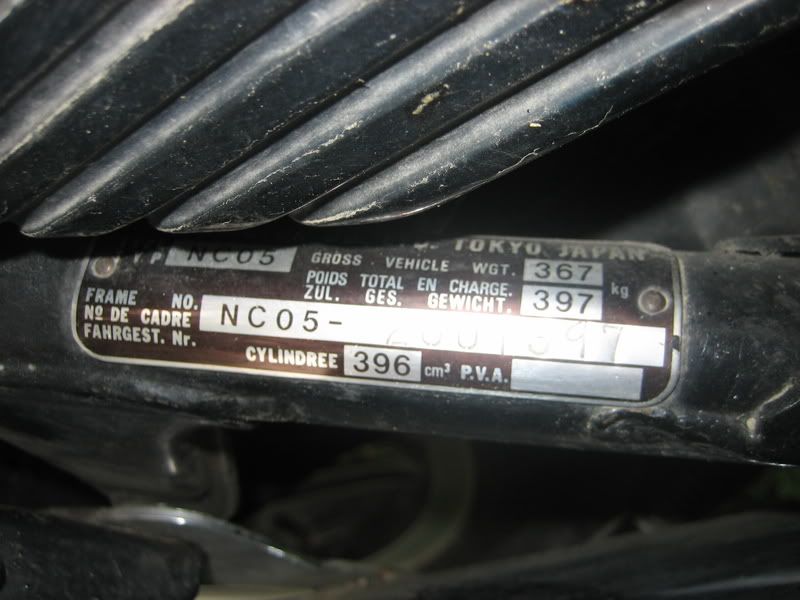 TYP NC05 TOKYO, JAPAN
GROSS VEHICLE WGT. 367
POIDS TOTAL EN CHARGE.
ZUL. GES. GEWICHT. 397 kg
FRAME NO.
Nº DE CADRE NC05-
FAHRGEST. Nr.
CYLINDREE 396 cm³ P.V.A.